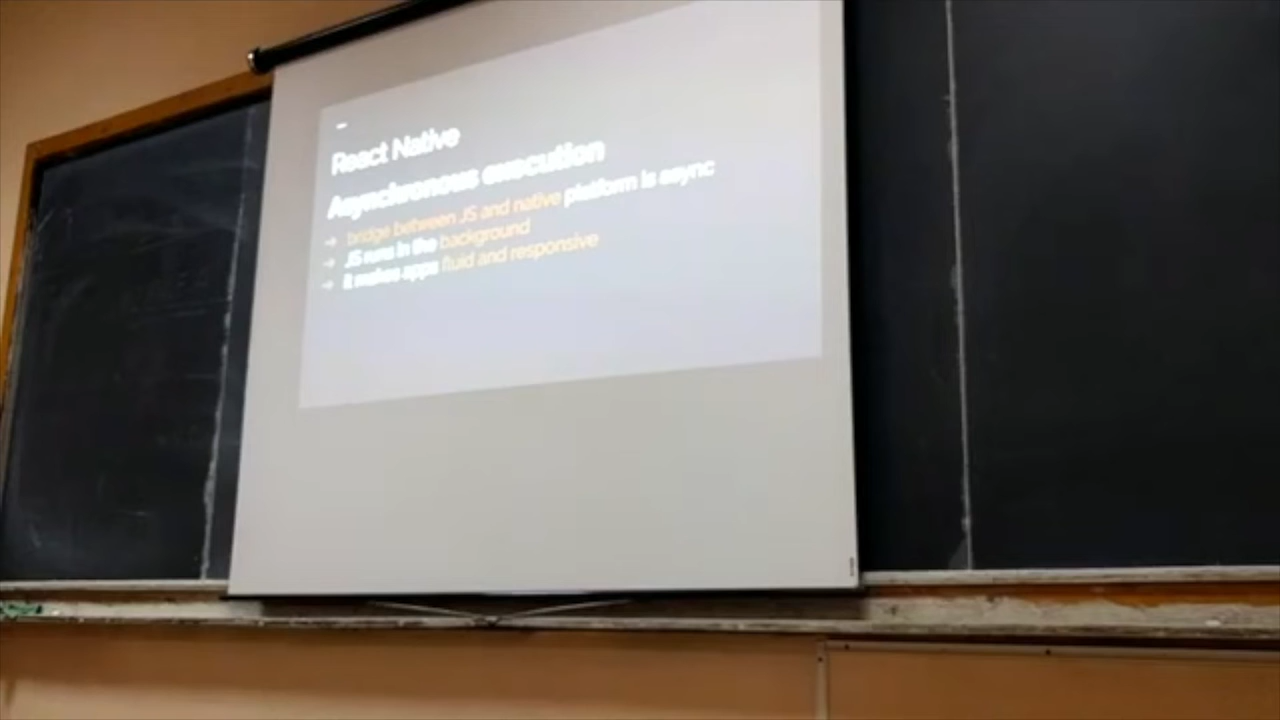 React Native
Asynchronous execution
→ bridge between JS and native platform is async
→ JS runs in the background
→ it makes apps fluid and responsive